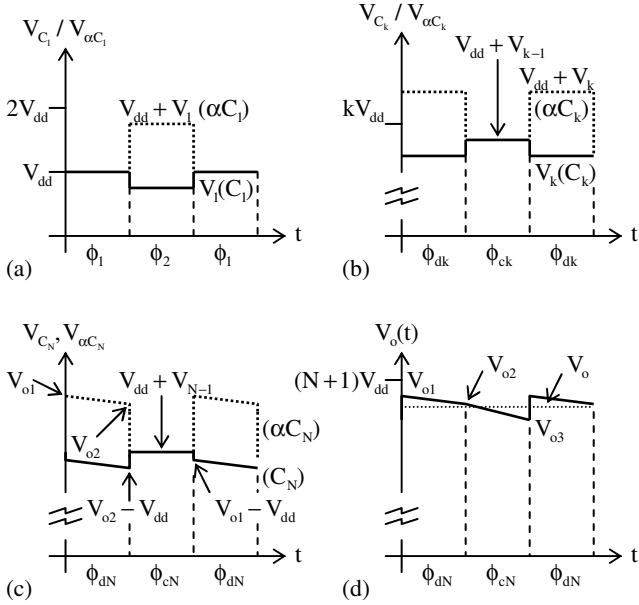 V_{C_1} / V_{αC_1}
2V_{dd}
V_{dd} + V_1 (αC_1)
V_{dd}
V_1(C_1)
t
ϕ_1 ϕ_2 ϕ_1
(a)
V_{C_k} / V_{αC_k}
V_{dd} + V_{k−1}
V_{dd} + V_k
(αC_k)
kV_{dd}
V_k(C_k)
t
ϕ_{dk} ϕ_{ck} ϕ_{dk}
(b)
V_{C_N}, V_{αC_N}
V_{o1}
V_{dd} + V_{N−1}
V_{o2}
(αC_N)
(C_N)
V_{o2} − V_{dd}
V_{o1} − V_{dd}
t
ϕ_{dN} ϕ_{cN} ϕ_{dN}
(c)
V_o(t)
(N+1)V_{dd}
V_{o1}
V_{o2}
V_o
V_{o3}
t
ϕ_{dN} ϕ_{cN} ϕ_{dN}
(d)